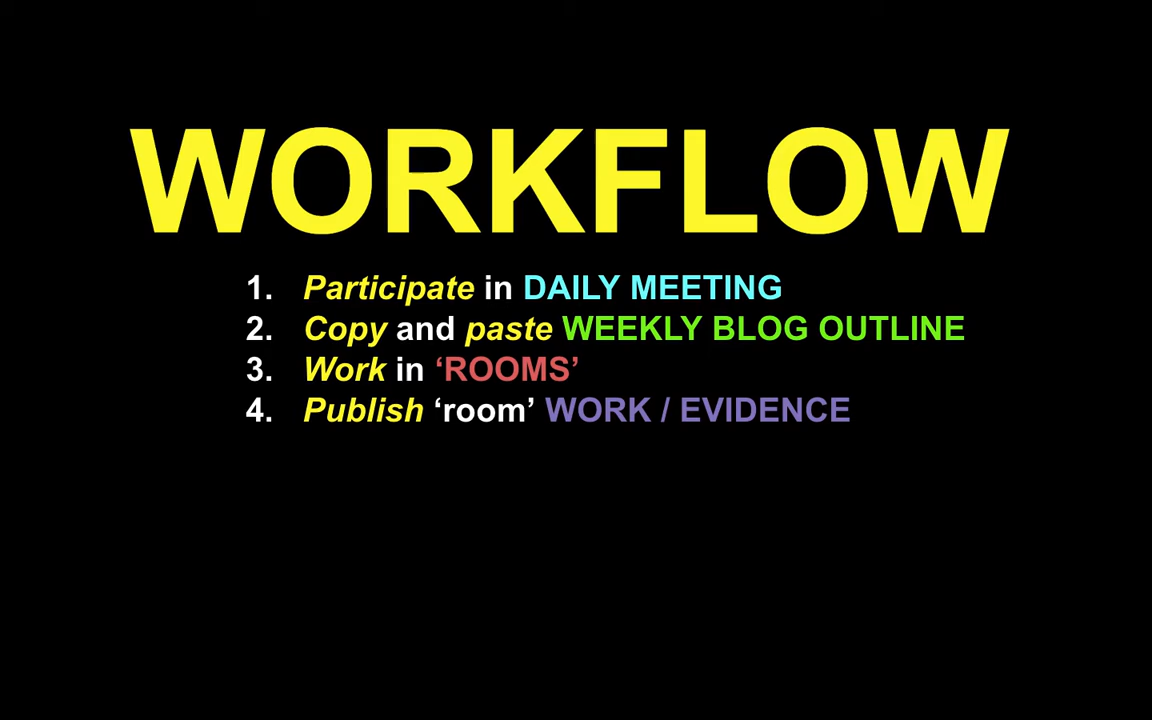 WORKFLOW
1. Participate in DAILY MEETING
2. Copy and paste WEEKLY BLOG OUTLINE
3. Work in ‘ROOMS’
4. Publish ‘room’ WORK / EVIDENCE